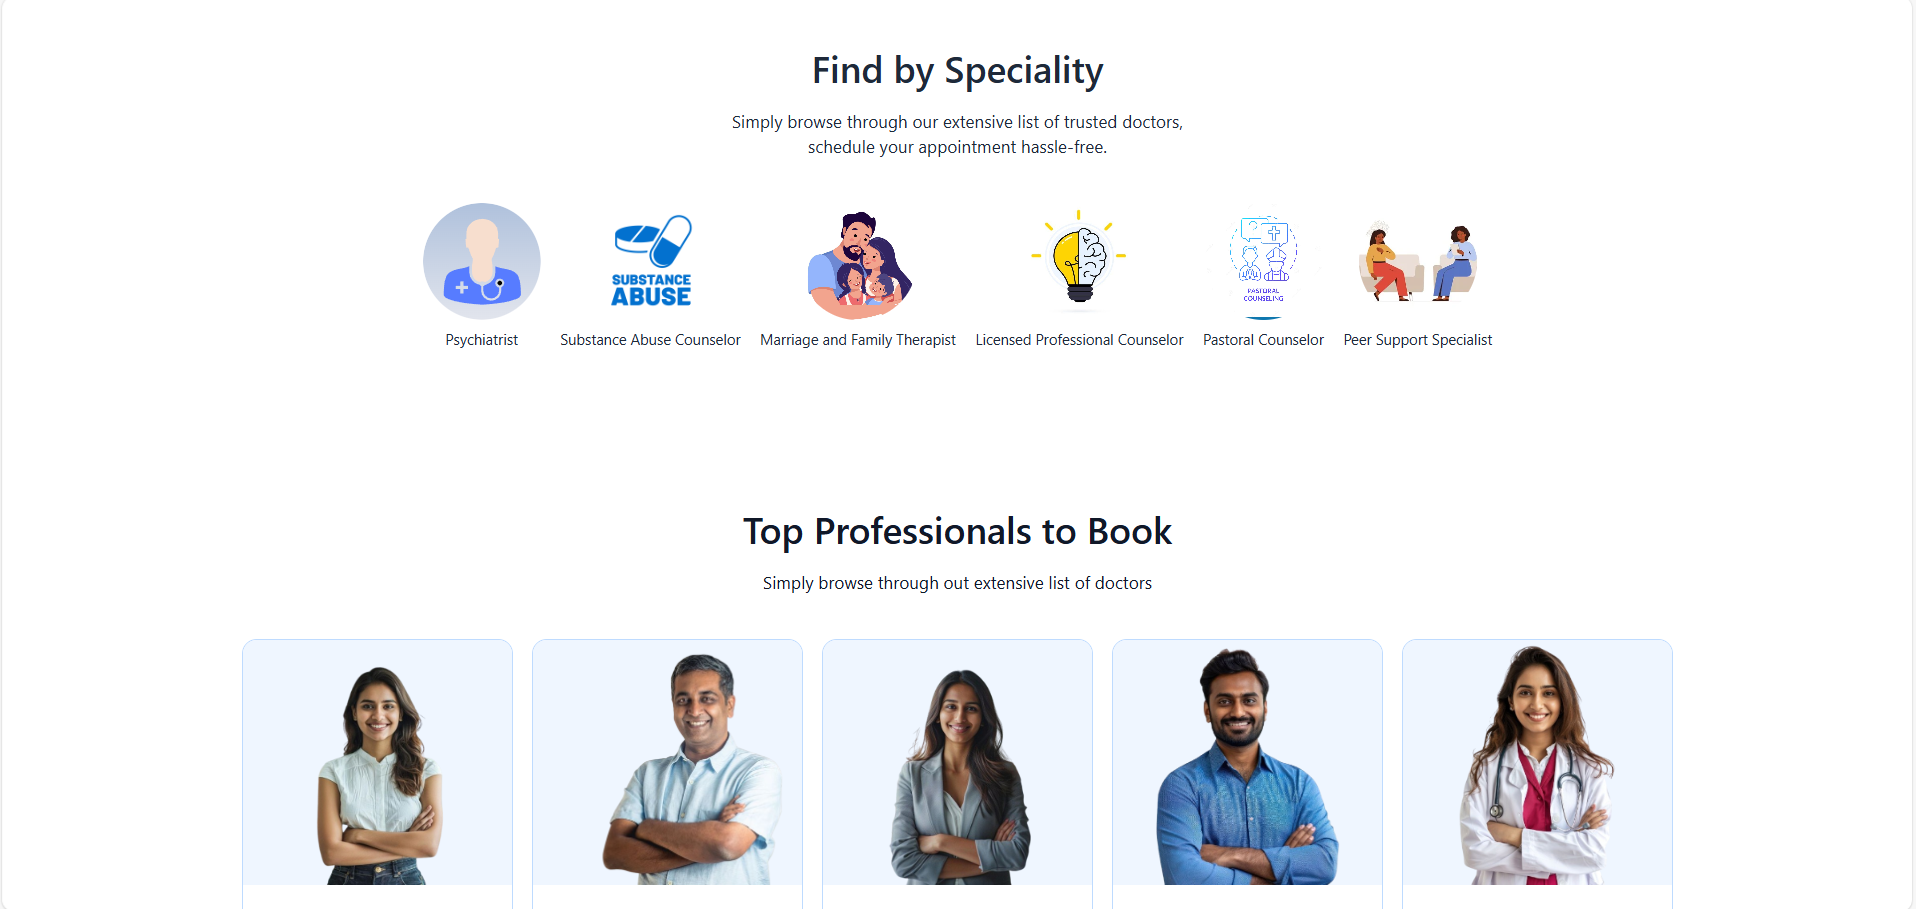 Find by Speciality
Simply browse through our extensive list of trusted doctors,
schedule your appointment hassle-free.
SUBSTANCE
ABUSE
PASTORAL
COUNSELING
Psychiatrist
Substance Abuse Counselor
Marriage and Family Therapist
Licensed Professional Counselor
Pastoral Counselor
Peer Support Specialist
Top Professionals to Book
Simply browse through out extensive list of doctors